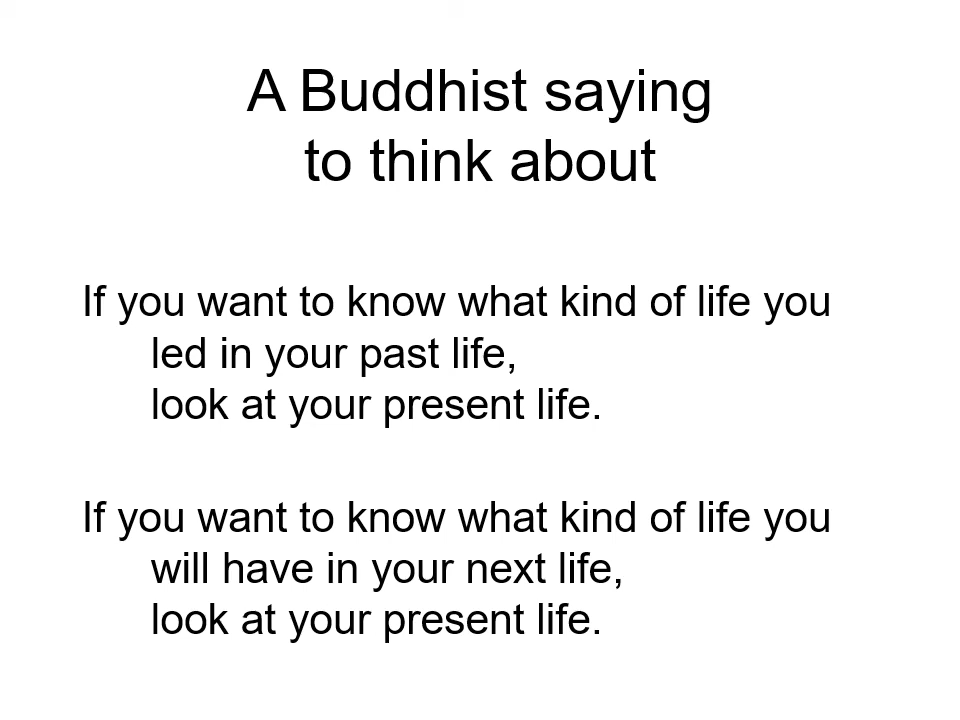 A Buddhist saying
to think about
If you want to know what kind of life you
led in your past life,
look at your present life.
If you want to know what kind of life you
will have in your next life,
look at your present life.